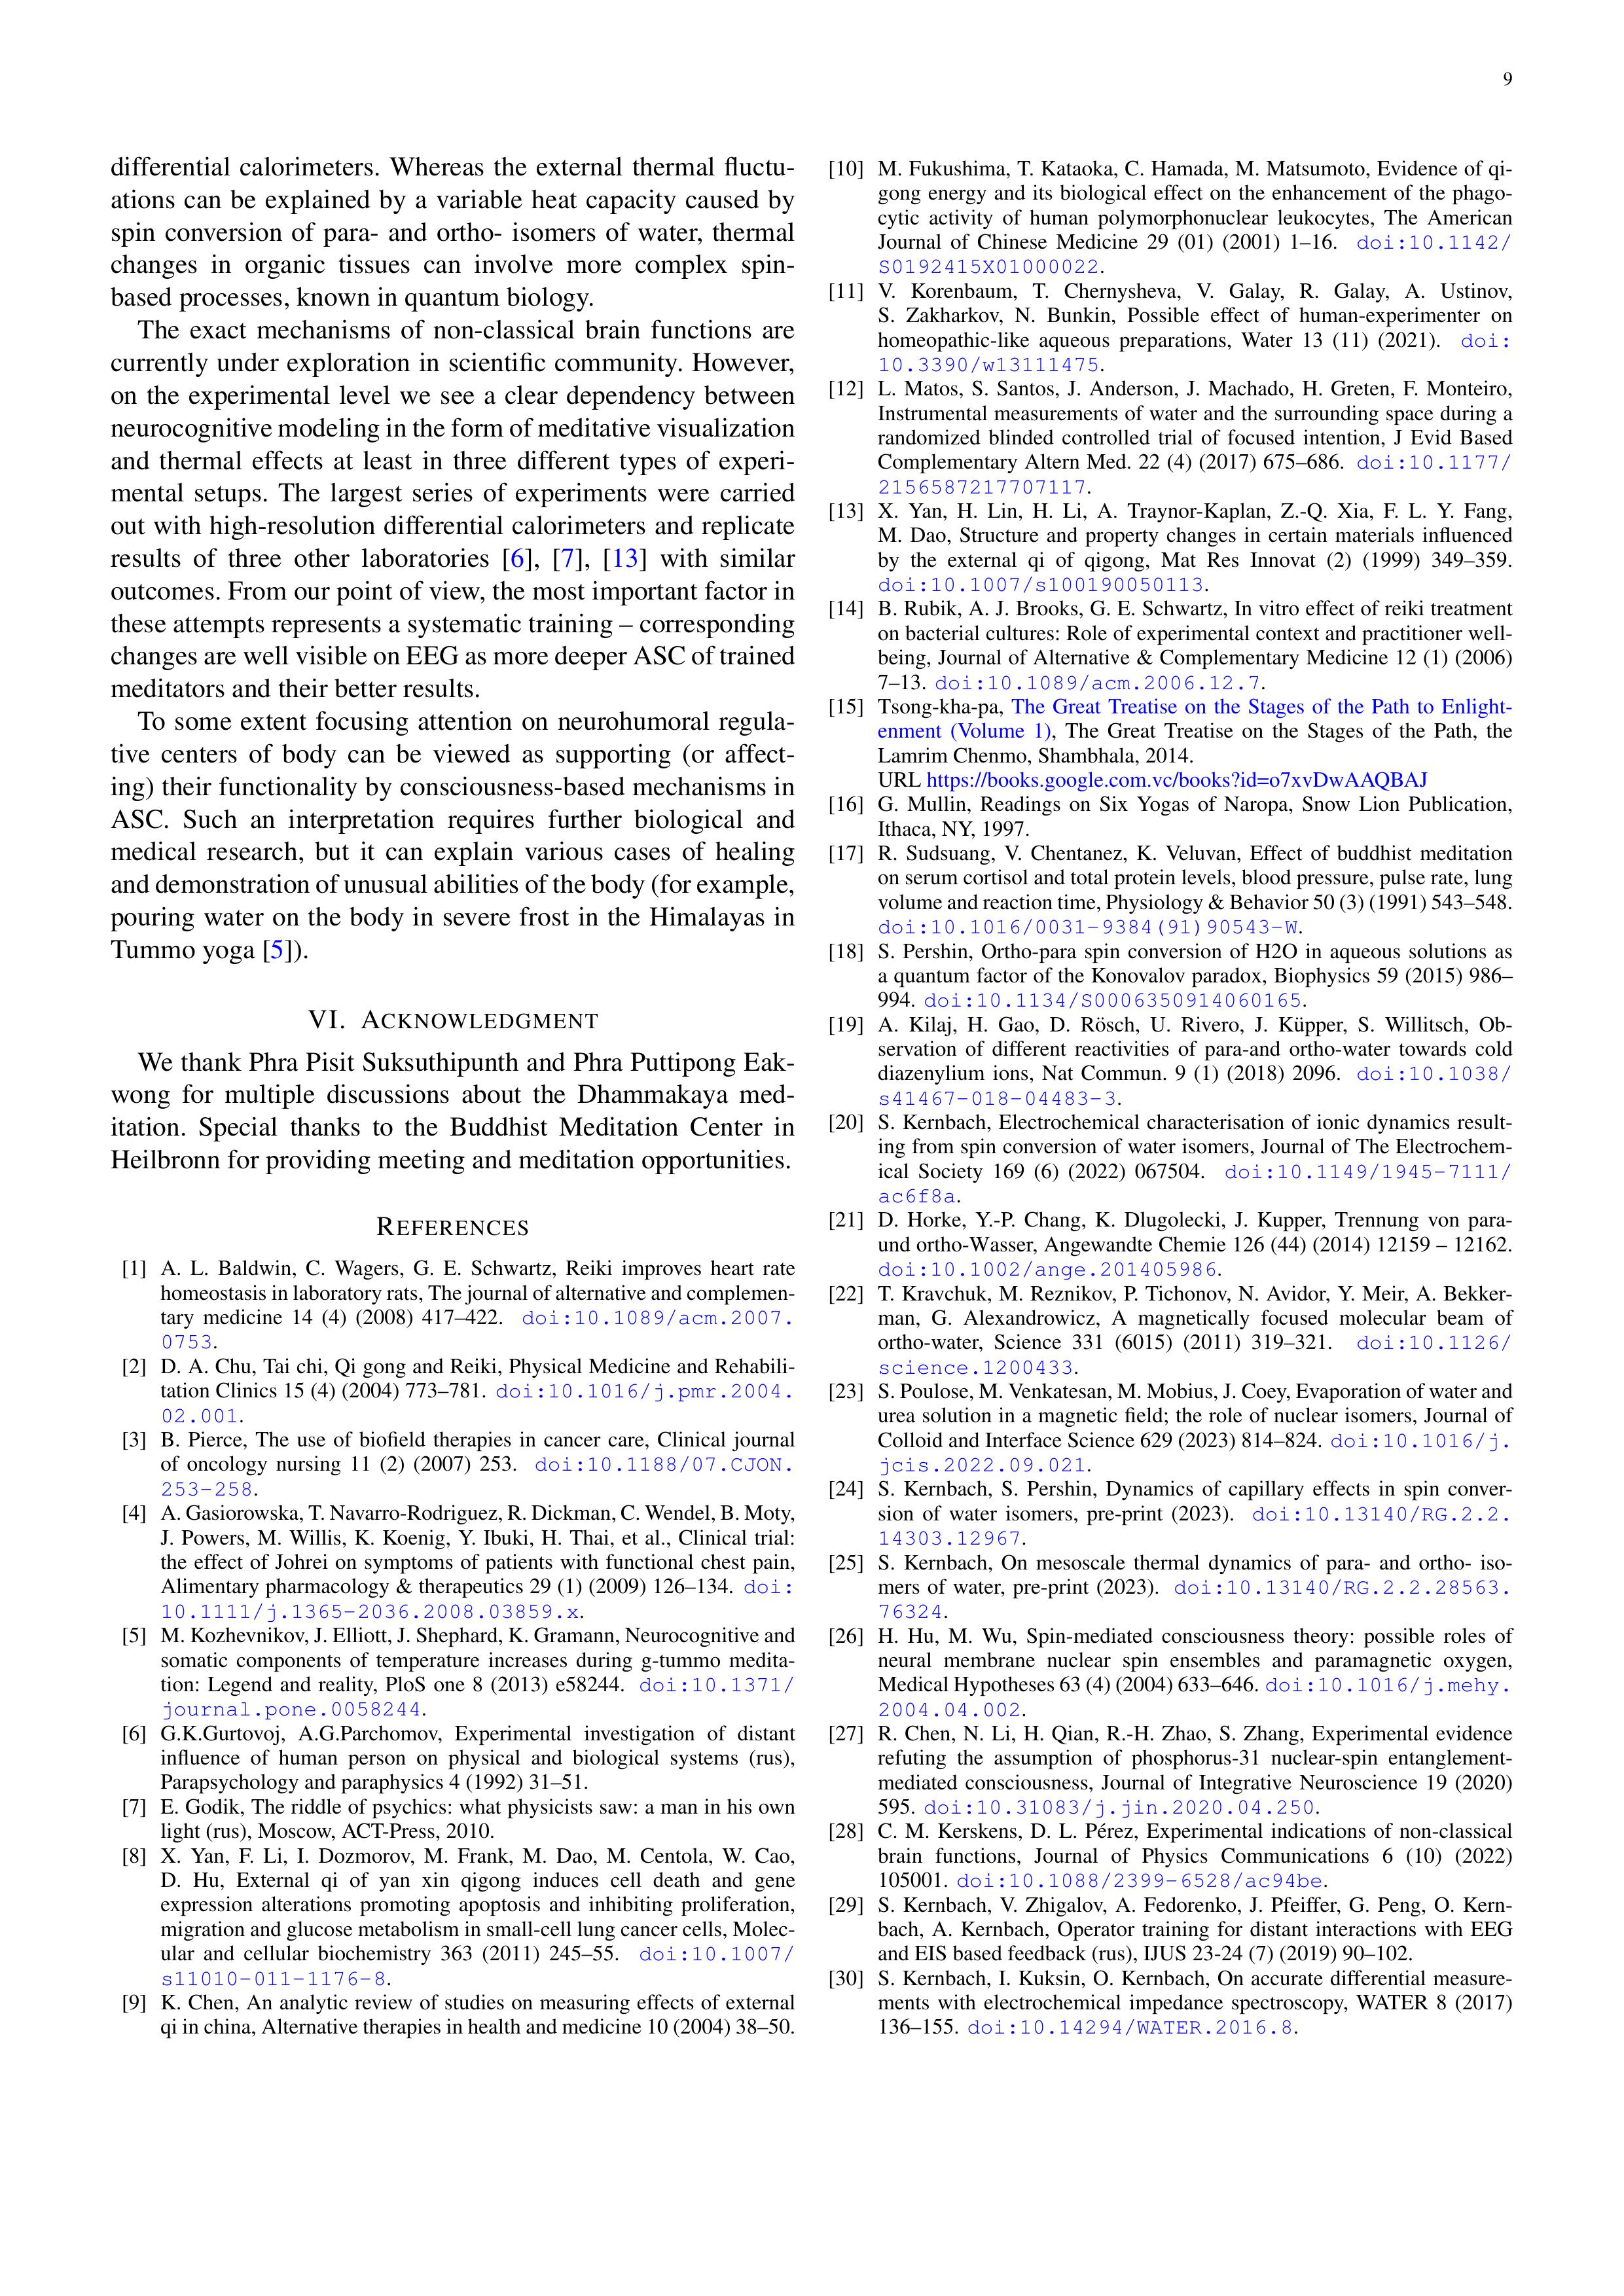 9
differential calorimeters. Whereas the external thermal fluctu-
ations can be explained by a variable heat capacity caused by
spin conversion of para- and ortho- isomers of water, thermal
changes in organic tissues can involve more complex spin-
based processes, known in quantum biology.
The exact mechanisms of non-classical brain functions are
currently under exploration in scientific community. However,
on the experimental level we see a clear dependency between
neurocognitive modeling in the form of meditative visualization
and thermal effects at least in three different types of experi-
mental setups. The largest series of experiments were carried
out with high-resolution differential calorimeters and replicate
results of three other laboratories [6], [7], [13] with similar
outcomes. From our point of view, the most important factor in
these attempts represents a systematic training – corresponding
changes are well visible on EEG as more deeper ASC of trained
meditators and their better results.
To some extent focusing attention on neurohumoral regula-
tive centers of body can be viewed as supporting (or affect-
ing) their functionality by consciousness-based mechanisms in
ASC. Such an interpretation requires further biological and
medical research, but it can explain various cases of healing
and demonstration of unusual abilities of the body (for example,
pouring water on the body in severe frost in the Himalayas in
Tummo yoga [5]).
VI. ACKNOWLEDGMENT
We thank Phra Pisit Suksuthipunth and Phra Puttipong Eak-
wong for multiple discussions about the Dhammakaya med-
itation. Special thanks to the Buddhist Meditation Center in
Heilbronn for providing meeting and meditation opportunities.
REFERENCES
[1] A. L. Baldwin, C. Wagers, G. E. Schwartz, Reiki improves heart rate
homeostasis in laboratory rats, The journal of alternative and complemen-
tary medicine 14 (4) (2008) 417–422. doi:10.1089/acm.2007.
0753.
[2] D. A. Chu, Tai chi, Qi gong and Reiki, Physical Medicine and Rehabili-
tation Clinics 15 (4) (2004) 773–781. doi:10.1016/j.pmr.2004.
02.001.
[3] B. Pierce, The use of biofield therapies in cancer care, Clinical journal
of oncology nursing 11 (2) (2007) 253. doi:10.1188/07.CJON.
253-258.
[4] A. Gasiorowska, T. Navarro-Rodriguez, R. Dickman, C. Wendel, B. Moty,
J. Powers, M. Willis, K. Koenig, Y. Ibuki, H. Thai, et al., Clinical trial:
the effect of Johrei on symptoms of patients with functional chest pain,
Alimentary pharmacology & therapeutics 29 (1) (2009) 126–134. doi:
10.1111/j.1365-2036.2008.03859.x.
[5] M. Kozhevnikov, J. Elliott, J. Shephard, K. Gramann, Neurocognitive and
somatic components of temperature increases during g-tummo medita-
tion: Legend and reality, PloS one 8 (2013) e58244. doi:10.1371/
journal.pone.0058244.
[6] G.K.Gurtovoj, A.G.Parchomov, Experimental investigation of distant
influence of human person on physical and biological systems (rus),
Parapsychology and paraphysics 4 (1992) 31–51.
[7] E. Godik, The riddle of psychics: what physicists saw: a man in his own
light (rus), Moscow, ACT-Press, 2010.
[8] X. Yan, F. Li, I. Dozmorov, M. Frank, M. Dao, M. Centola, W. Cao,
D. Hu, External qi of yan xin qigong induces cell death and gene
expression alterations promoting apoptosis and inhibiting proliferation,
migration and glucose metabolism in small-cell lung cancer cells, Molec-
ular and cellular biochemistry 363 (2011) 245–55. doi:10.1007/
s11010-011-1176-8.
[9] K. Chen, An analytic review of studies on measuring effects of external
qi in china, Alternative therapies in health and medicine 10 (2004) 38–50.
[10] M. Fukushima, T. Kataoka, C. Hamada, M. Matsumoto, Evidence of qi-
gong energy and its biological effect on the enhancement of the phago-
cytic activity of human polymorphonuclear leukocytes, The American
Journal of Chinese Medicine 29 (01) (2001) 1–16. doi:10.1142/
S0192415X01000022.
[11] V. Korenbaum, T. Chernysheva, V. Galay, R. Galay, A. Ustinov,
S. Zakharkov, N. Bunkin, Possible effect of human-experimenter on
homeopathic-like aqueous preparations, Water 13 (11) (2021). doi:
10.3390/w13111475.
[12] L. Matos, S. Santos, J. Anderson, J. Machado, H. Greten, F. Monteiro,
Instrumental measurements of water and the surrounding space during a
randomized blinded controlled trial of focused intention, J Evid Based
Complementary Altern Med. 22 (4) (2017) 675–686. doi:10.1177/
2156587217707117.
[13] X. Yan, H. Lin, H. Li, A. Traynor-Kaplan, Z.-Q. Xia, F. L. Y. Fang,
M. Dao, Structure and property changes in certain materials influenced
by the external qi of qigong, Mat Res Innovat (2) (1999) 349–359.
doi:10.1007/s100190050113.
[14] B. Rubik, A. J. Brooks, G. E. Schwartz, In vitro effect of reiki treatment
on bacterial cultures: Role of experimental context and practitioner well-
being, Journal of Alternative & Complementary Medicine 12 (1) (2006)
7–13. doi:10.1089/acm.2006.12.7.
[15] Tsong-kha-pa, The Great Treatise on the Stages of the Path to Enlight-
enment (Volume 1), The Great Treatise on the Stages of the Path, the
Lamrim Chenmo, Shambhala, 2014.
URL https://books.google.com.vc/books?id=o7xvDwAAQBAJ
[16] G. Mullin, Readings on Six Yogas of Naropa, Snow Lion Publication,
Ithaca, NY, 1997.
[17] R. Sudsuang, V. Chentanez, K. Veluvan, Effect of buddhist meditation
on serum cortisol and total protein levels, blood pressure, pulse rate, lung
volume and reaction time, Physiology & Behavior 50 (3) (1991) 543–548.
doi:10.1016/0031-9384(91)90543-W.
[18] S. Pershin, Ortho-para spin conversion of H2O in aqueous solutions as
a quantum factor of the Konovalov paradox, Biophysics 59 (2015) 986–
994. doi:10.1134/S0006350914060165.
[19] A. Kilaj, H. Gao, D. Rösch, U. Rivero, J. Küpper, S. Willitsch, Ob-
servation of different reactivities of para-and ortho-water towards cold
diazenylium ions, Nat Commun. 9 (1) (2018) 2096. doi:10.1038/
s41467-018-04483-3.
[20] S. Kernbach, Electrochemical characterisation of ionic dynamics result-
ing from spin conversion of water isomers, Journal of The Electrochem-
ical Society 169 (6) (2022) 067504. doi:10.1149/1945-7111/
ac6f8a.
[21] D. Horke, Y.-P. Chang, K. Dlugolecki, J. Kupper, Trennung von para-
und ortho-Wasser, Angewandte Chemie 126 (44) (2014) 12159 – 12162.
doi:10.1002/ange.201405986.
[22] T. Kravchuk, M. Reznikov, P. Tichonov, N. Avidor, Y. Meir, A. Bekker-
man, G. Alexandrowicz, A magnetically focused molecular beam of
ortho-water, Science 331 (6015) (2011) 319–321. doi:10.1126/
science.1200433.
[23] S. Poulose, M. Venkatesan, M. Mobius, J. Coey, Evaporation of water and
urea solution in a magnetic field; the role of nuclear isomers, Journal of
Colloid and Interface Science 629 (2023) 814–824. doi:10.1016/j.
jcis.2022.09.021.
[24] S. Kernbach, S. Pershin, Dynamics of capillary effects in spin conver-
sion of water isomers, pre-print (2023). doi:10.13140/RG.2.2.
14303.12967.
[25] S. Kernbach, On mesoscale thermal dynamics of para- and ortho- iso-
mers of water, pre-print (2023). doi:10.13140/RG.2.2.28563.
76324.
[26] H. Hu, M. Wu, Spin-mediated consciousness theory: possible roles of
neural membrane nuclear spin ensembles and paramagnetic oxygen,
Medical Hypotheses 63 (4) (2004) 633–646. doi:10.1016/j.mehy.
2004.04.002.
[27] R. Chen, N. Li, H. Qian, R.-H. Zhao, S. Zhang, Experimental evidence
refuting the assumption of phosphorus-31 nuclear-spin entanglement-
mediated consciousness, Journal of Integrative Neuroscience 19 (2020)
595. doi:10.31083/j.jin.2020.04.250.
[28] C. M. Kerskens, D. L. Pérez, Experimental indications of non-classical
brain functions, Journal of Physics Communications 6 (10) (2022)
105001. doi:10.1088/2399-6528/ac94be.
[29] S. Kernbach, V. Zhigalov, A. Fedorenko, J. Pfeiffer, G. Peng, O. Kern-
bach, A. Kernbach, Operator training for distant interactions with EEG
and EIS based feedback (rus), IJUS 23-24 (7) (2019) 90–102.
[30] S. Kernbach, I. Kuksin, O. Kernbach, On accurate differential measure-
ments with electrochemical impedance spectroscopy, WATER 8 (2017)
136–155. doi:10.14294/WATER.2016.8.